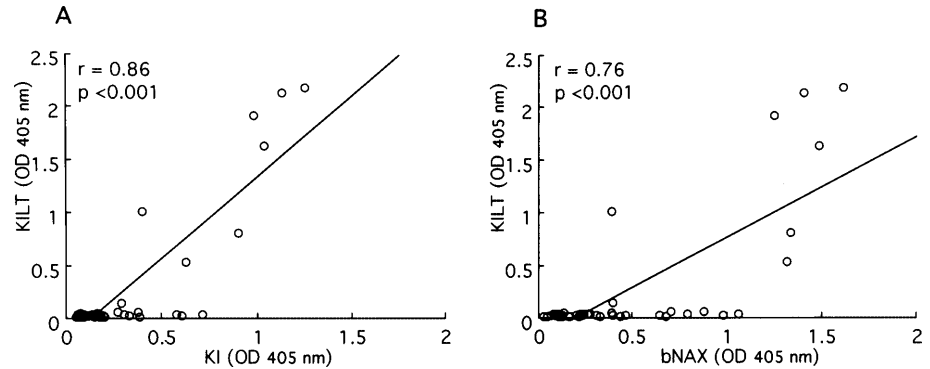 A
B
r = 0.86
p <0.001
KILT (OD 405 nm)
2.5
2
1.5
1
0.5
0
0 0.5 1 1.5 2
KI (OD 405 nm)
r = 0.76
p <0.001
KILT (OD 405 nm)
2.5
2
1.5
1
0.5
0
0 0.5 1 1.5 2
bNAX (OD 405 nm)